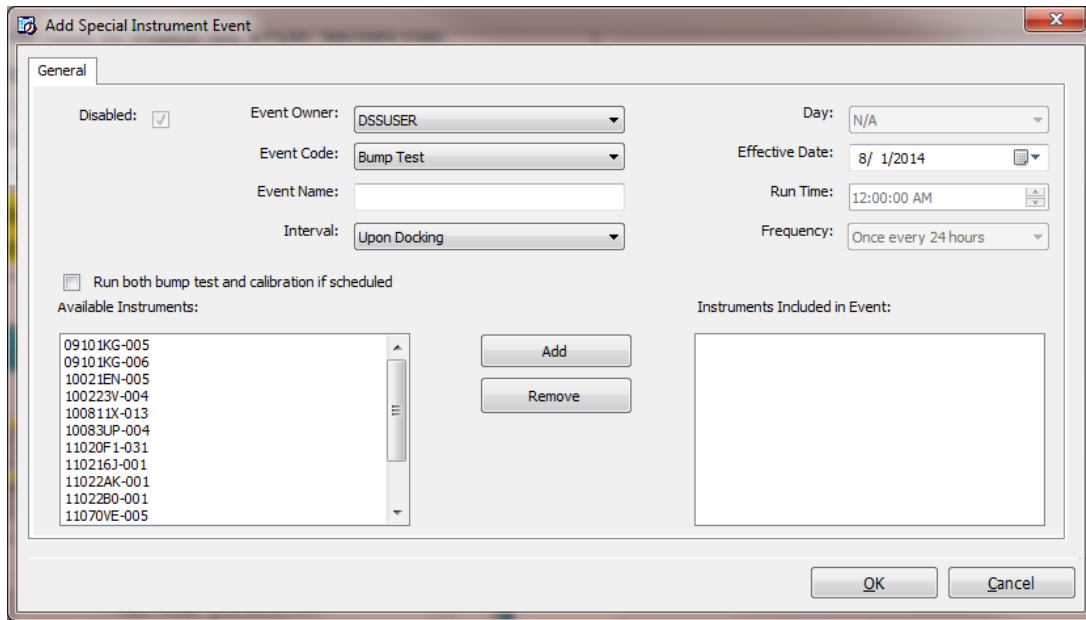 Add Special Instrument Event
General
Disabled:
Event Owner: DSSUSER
Day: N/A
Event Code: Bump Test
Effective Date: 8/ 1/2014
Event Name:
Run Time: 12:00:00 AM
Interval: Upon Docking
Frequency: Once every 24 hours
Run both bump test and calibration if scheduled
Available Instruments:
Instruments Included in Event:
09101KG-005
09101KG-006
10021EN-005
100223V-004
100811X-013
10083UP-004
11020F1-031
110216J-001
11022AK-001
11022B0-001
11070VE-005
Add
Remove
OK
Cancel